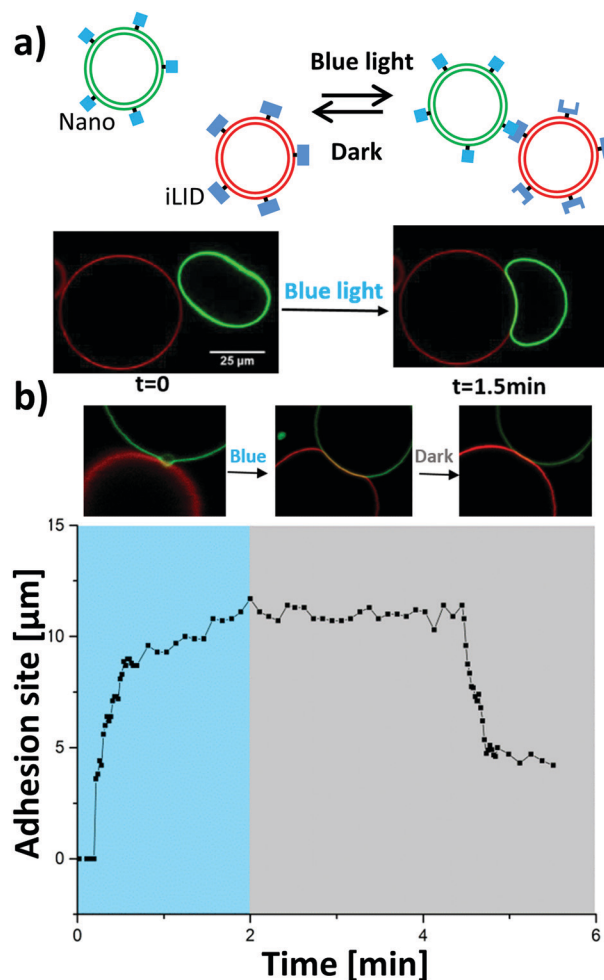 a)
Nano
iLID
Blue light
Dark
25 µm
Blue light
t=0
t=1.5min
b)
Blue
Dark
Adhesion site [µm]
15
10
5
0
0
2
4
6
Time [min]